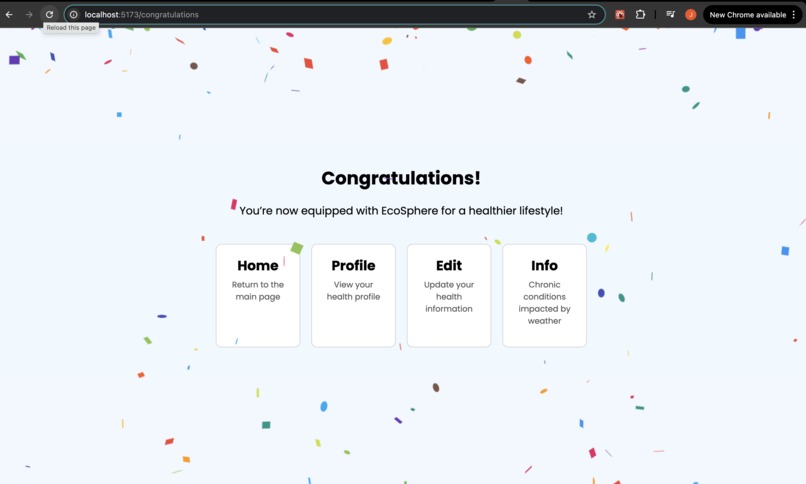 localhost:5173/congratulations
New Chrome available
J
Reload this page
Congratulations!
You're now equipped with EcoSphere for a healthier lifestyle!
Home
Return to the
main page
Profile
View your
health profile
Edit
Update your
health
information
Info
Chronic
conditions
impacted by
weather